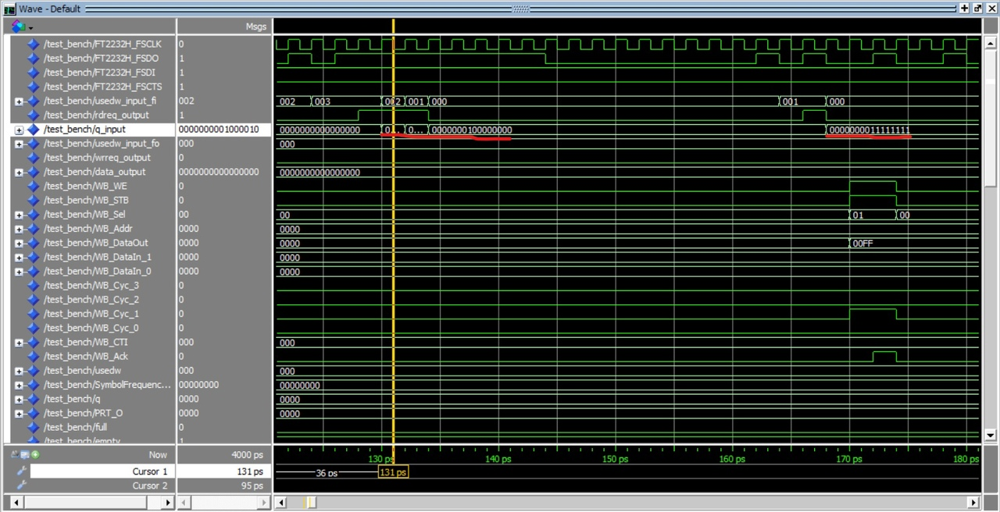 Wave - Default
Msgs
/test_bench/FT2232H_FSCLK 0
/test_bench/FT2232H_FSDO 1
/test_bench/FT2232H_FSDI 1
/test_bench/FT2232H_FSCTS 1
/test_bench/usedw_input_fi 002 002 003 002 001 000 001 000
/test_bench/rdreq_output 1
/test_bench/q_input 0000000001000010 0000000000000000 0... 0... 0000000100000000 0000000011111111
/test_bench/usedw_input_fo 000 000
/test_bench/wrreq_output 0
/test_bench/data_output 0000000000000000 0000000000000000
/test_bench/WB_WE 0
/test_bench/WB_STB 0
/test_bench/WB_Sel 00 00 01 00
/test_bench/WB_Addr 0000 0000
/test_bench/WB_DataOut 0000 0000 00FF
/test_bench/WB_DataIn_1 0000 0000
/test_bench/WB_DataIn_0 0000 0000
/test_bench/WB_Cyc_3 0
/test_bench/WB_Cyc_2 0
/test_bench/WB_Cyc_1 0
/test_bench/WB_Cyc_0 0
/test_bench/WB_CTI 000 000
/test_bench/WB_Ack 0
/test_bench/usedw 000 000
/test_bench/SymbolFrequenc... 00000000 00000000
/test_bench/q 0000 0000
/test_bench/PRT_O 0000 0000
/test_bench/full 0
/test_bench/empty 1
Now 4000 ps 130 ps 140 ps 150 ps 160 ps 170 ps 180 ps
Cursor 1 131 ps 36 ps 131 ps
Cursor 2 95 ps